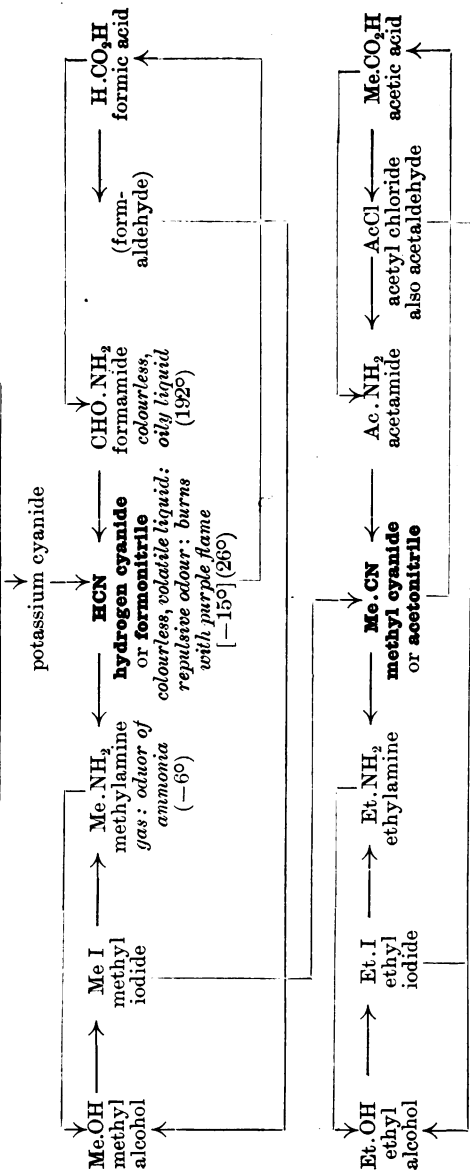 potassium cyanide
Me.OH
methyl
alcohol
Me I
methyl
iodide
Me.NH₂
methylamine
gas: oduor of
ammonia
(−6°)
HCN
hydrogen cyanide
or formonitrile
colourless, volatile liquid:
repulsive odour: burns
with purple flame
[−15°] (26°)
CHO.NH₂
formamide
colourless,
oily liquid
(192°)
(form-
aldehyde)
H.CO₂H
formic acid
Et.OH
ethyl
alcohol
Et.I
ethyl
iodide
Et.NH₂
ethylamine
Me.CN
methyl cyanide
or acetonitrile
Ac.NH₂
acetamide
AcCl
acetyl chloride
also acetaldehyde
Me.CO₂H
acetic acid